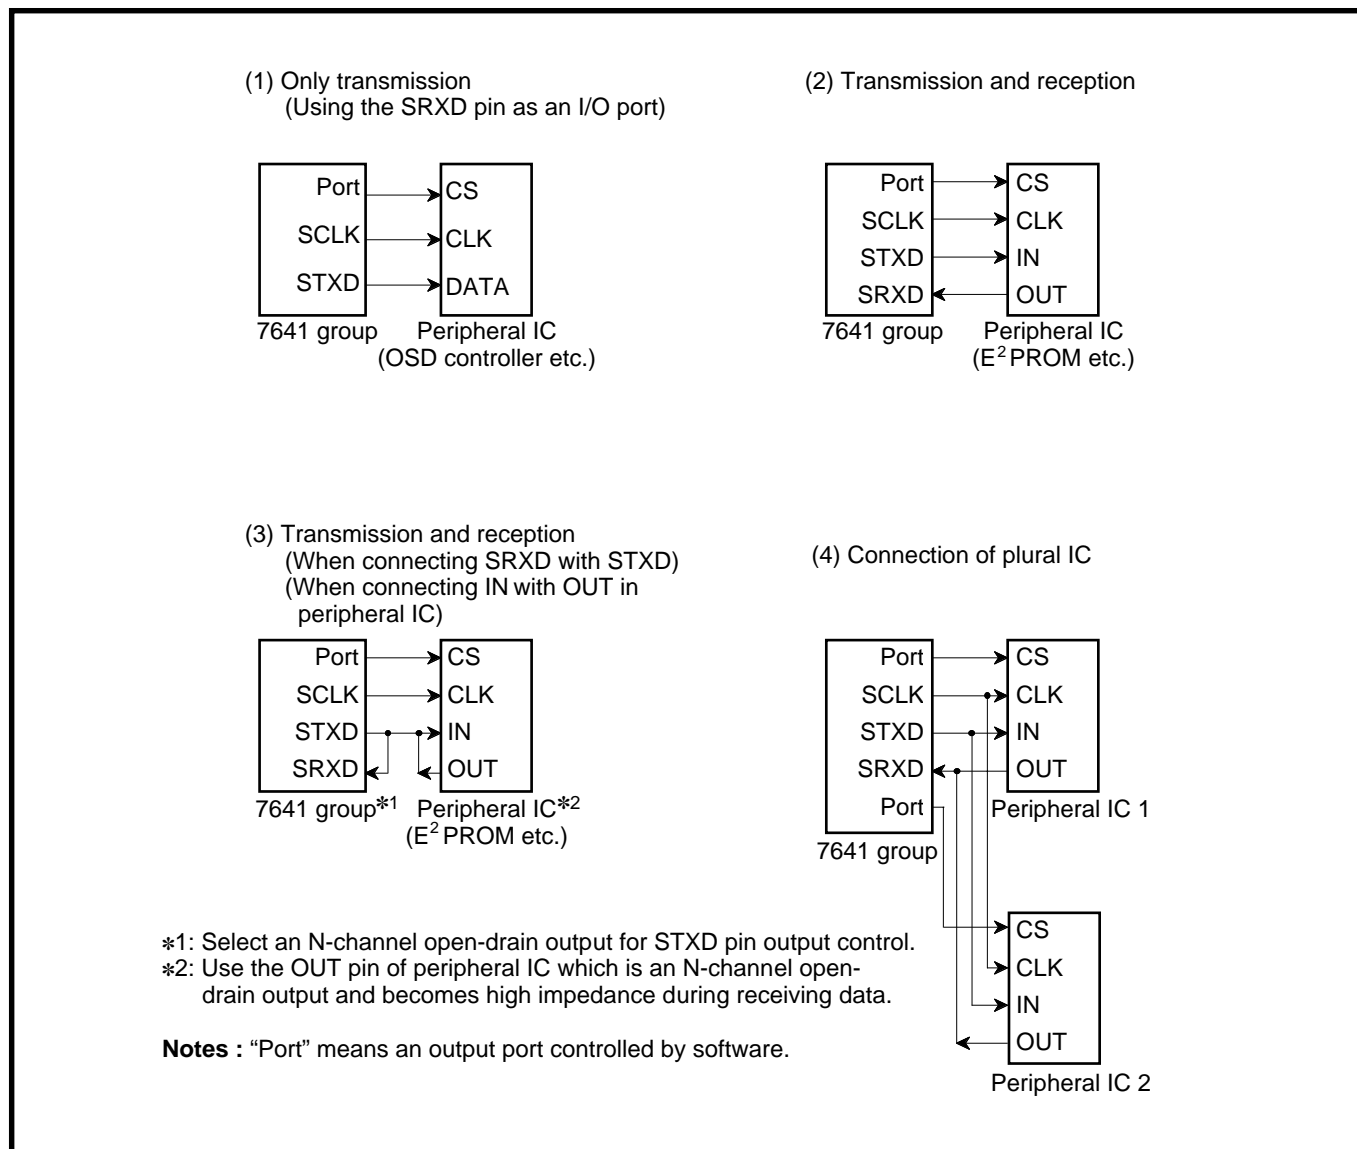 (1) Only transmission
(Using the SRXD pin as an I/O port)
Port
SCLK
STXD
CS
CLK
DATA
7641 group
Peripheral IC
(OSD controller etc.)
(2) Transmission and reception
Port
SCLK
STXD
SRXD
CS
CLK
IN
OUT
7641 group
Peripheral IC
(E² PROM etc.)
(3) Transmission and reception
(When connecting SRXD with STXD)
(When connecting IN with OUT in
peripheral IC)
Port
SCLK
STXD
SRXD
CS
CLK
IN
OUT
7641 group✻1
Peripheral IC✻2
(E² PROM etc.)
(4) Connection of plural IC
Port
SCLK
STXD
SRXD
Port
CS
CLK
IN
OUT
7641 group
Peripheral IC 1
CS
CLK
IN
OUT
Peripheral IC 2
✻1: Select an N-channel open-drain output for STXD pin output control.
✻2: Use the OUT pin of peripheral IC which is an N-channel open-
drain output and becomes high impedance during receiving data.
Notes : “Port” means an output port controlled by software.